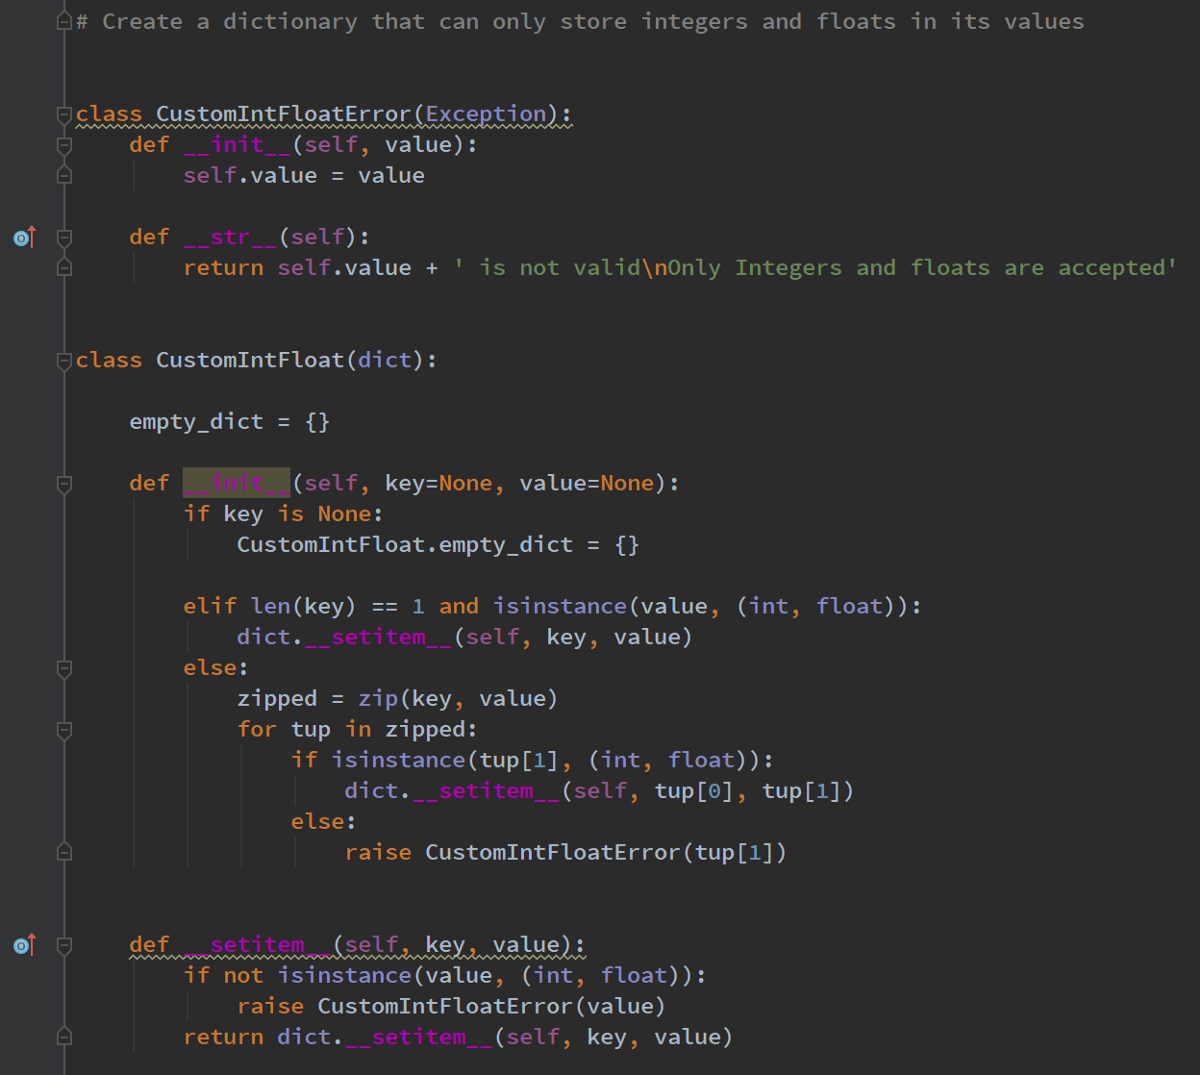 # Create a dictionary that can only store integers and floats in its values
class CustomIntFloatError(Exception):
    def __init__(self, value):
        self.value = value
    def __str__(self):
        return self.value + ' is not valid\nOnly Integers and floats are accepted'
class CustomIntFloat(dict):
    empty_dict = {}
    def __init__(self, key=None, value=None):
        if key is None:
            CustomIntFloat.empty_dict = {}
        elif len(key) == 1 and isinstance(value, (int, float)):
            dict.__setitem__(self, key, value)
        else:
            zipped = zip(key, value)
            for tup in zipped:
                if isinstance(tup[1], (int, float)):
                    dict.__setitem__(self, tup[0], tup[1])
                else:
                    raise CustomIntFloatError(tup[1])
    def __setitem__(self, key, value):
        if not isinstance(value, (int, float)):
            raise CustomIntFloatError(value)
        return dict.__setitem__(self, key, value)